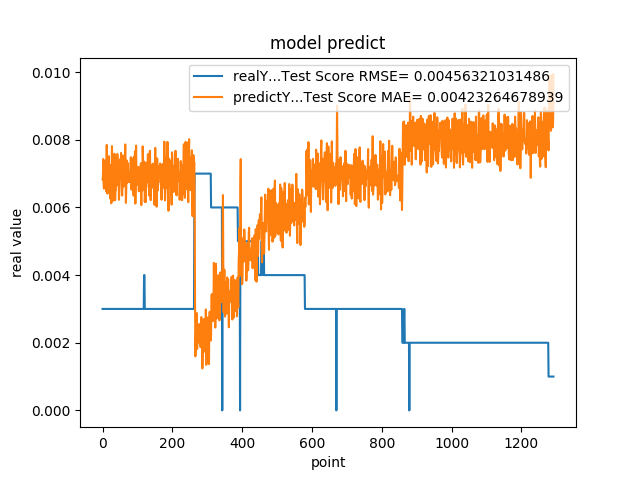 model predict
realY...Test Score RMSE= 0.00456321031486
predictY...Test Score MAE= 0.00423264678939
real value
0.010
0.008
0.006
0.004
0.002
0.000
0 200 400 600 800 1000 1200
point